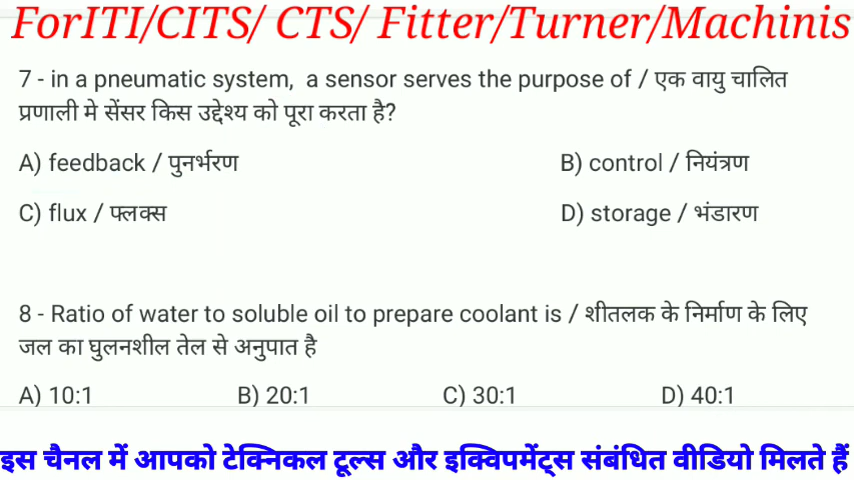 ForITI/CITS/ CTS/ Fitter/Turner/Machinis
7 - in a pneumatic system, a sensor serves the purpose of / एक वायु चालित
प्रणाली मे सेंसर किस उद्देश्य को पूरा करता है?
A) feedback / पुनर्भरण B) control / नियंत्रण
C) flux / फ्लक्स D) storage / भंडारण
8 - Ratio of water to soluble oil to prepare coolant is / शीतलक के निर्माण के लिए
जल का घुलनशील तेल से अनुपात है
A) 10:1 B) 20:1 C) 30:1 D) 40:1
इस चैनल में आपको टेक्निकल टूल्स और इक्विपमेंट्स संबंधित वीडियो मिलते हैं